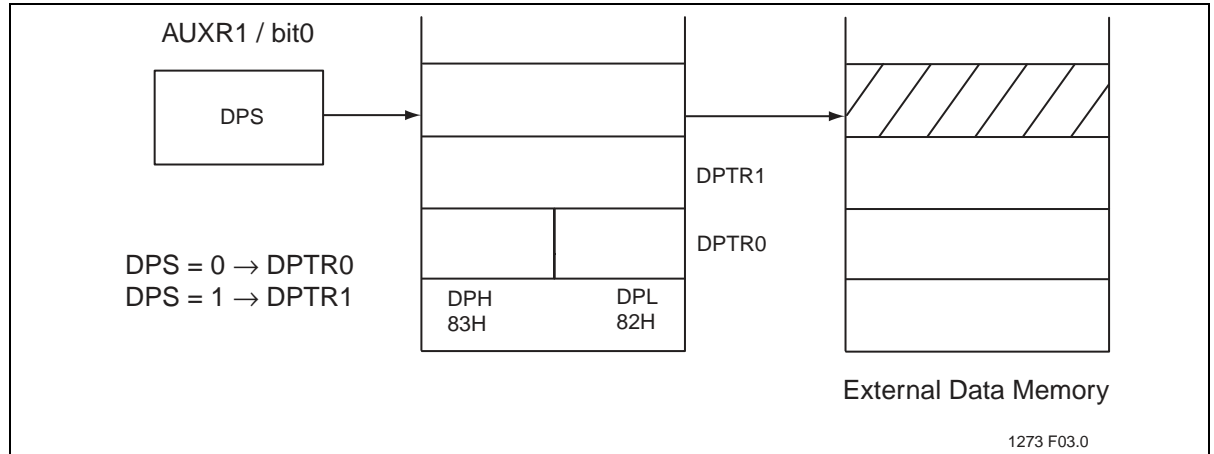 AUXR1 / bit0
DPS
DPTR1
DPTR0
DPS = 0 → DPTR0
DPS = 1 → DPTR1
DPH
83H
DPL
82H
External Data Memory
1273 F03.0